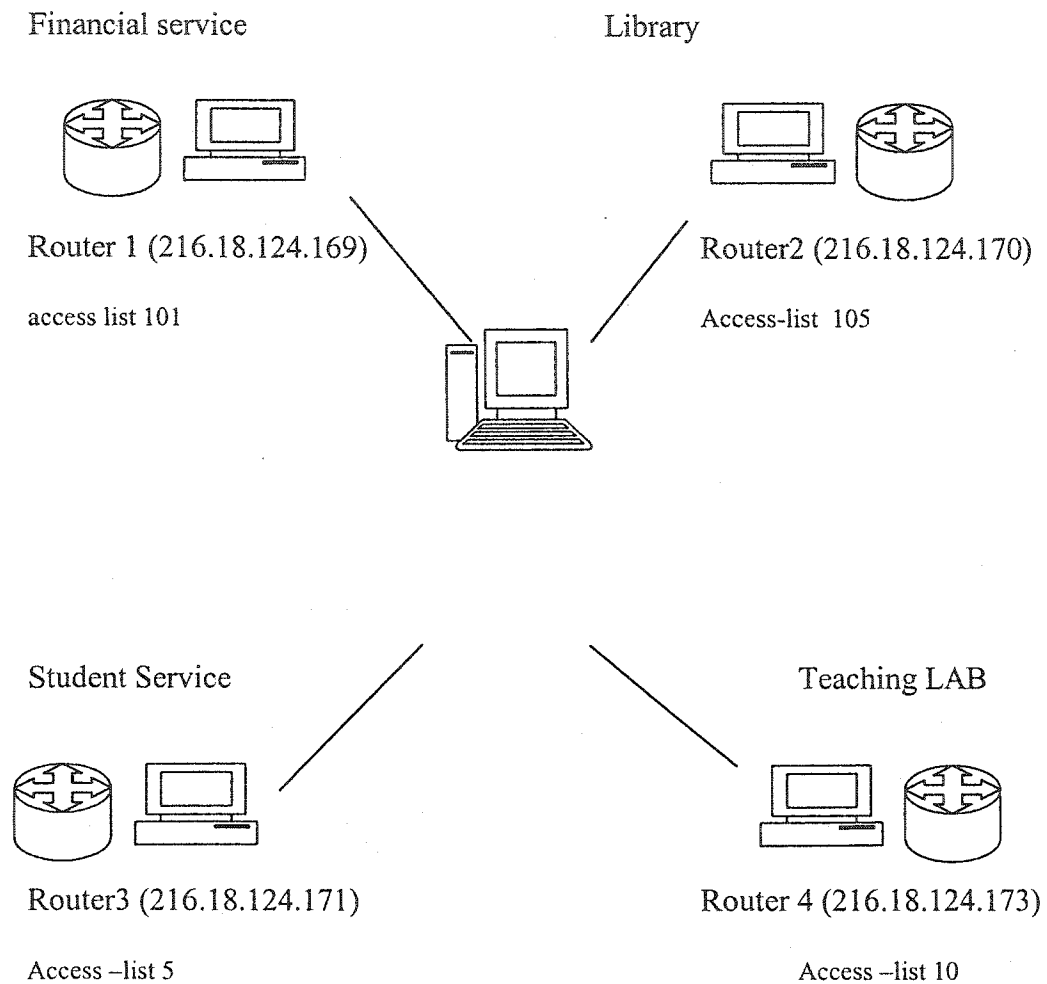 Financial service
Library
Router 1 (216.18.124.169)
Router2 (216.18.124.170)
access list 101
Access-list 105
Student Service
Teaching LAB
Router3 (216.18.124.171)
Router 4 (216.18.124.173)
Access –list 5
Access –list 10